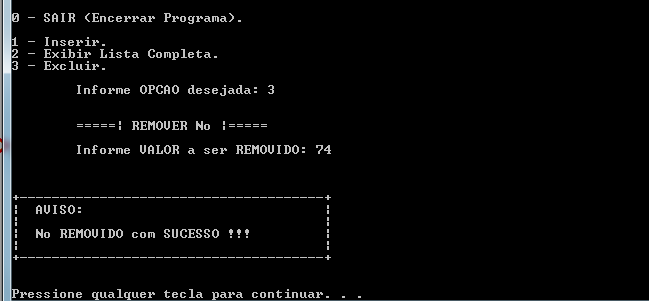 0 - SAIR (Encerrar Programa).
1 - Inserir.
2 - Exibir Lista Completa.
3 - Excluir.
Informe OPCAO desejada: 3
=====¦ REMOVER No ¦=====
Informe VALOR a ser REMOVIDO: 74
AVISO:
No REMOVIDO com SUCESSO !!!
Pressione qualquer tecla para continuar. . .